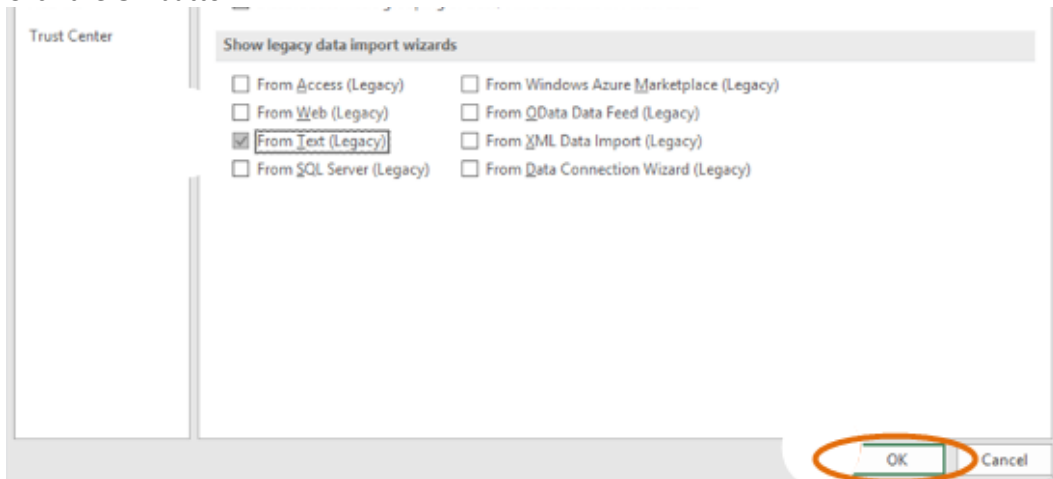 Trust Center
Show legacy data import wizards
From Access (Legacy)
From Windows Azure Marketplace (Legacy)
From Web (Legacy)
From OData Data Feed (Legacy)
From Text (Legacy)
From XML Data Import (Legacy)
From SQL Server (Legacy)
From Data Connection Wizard (Legacy)
OK
Cancel